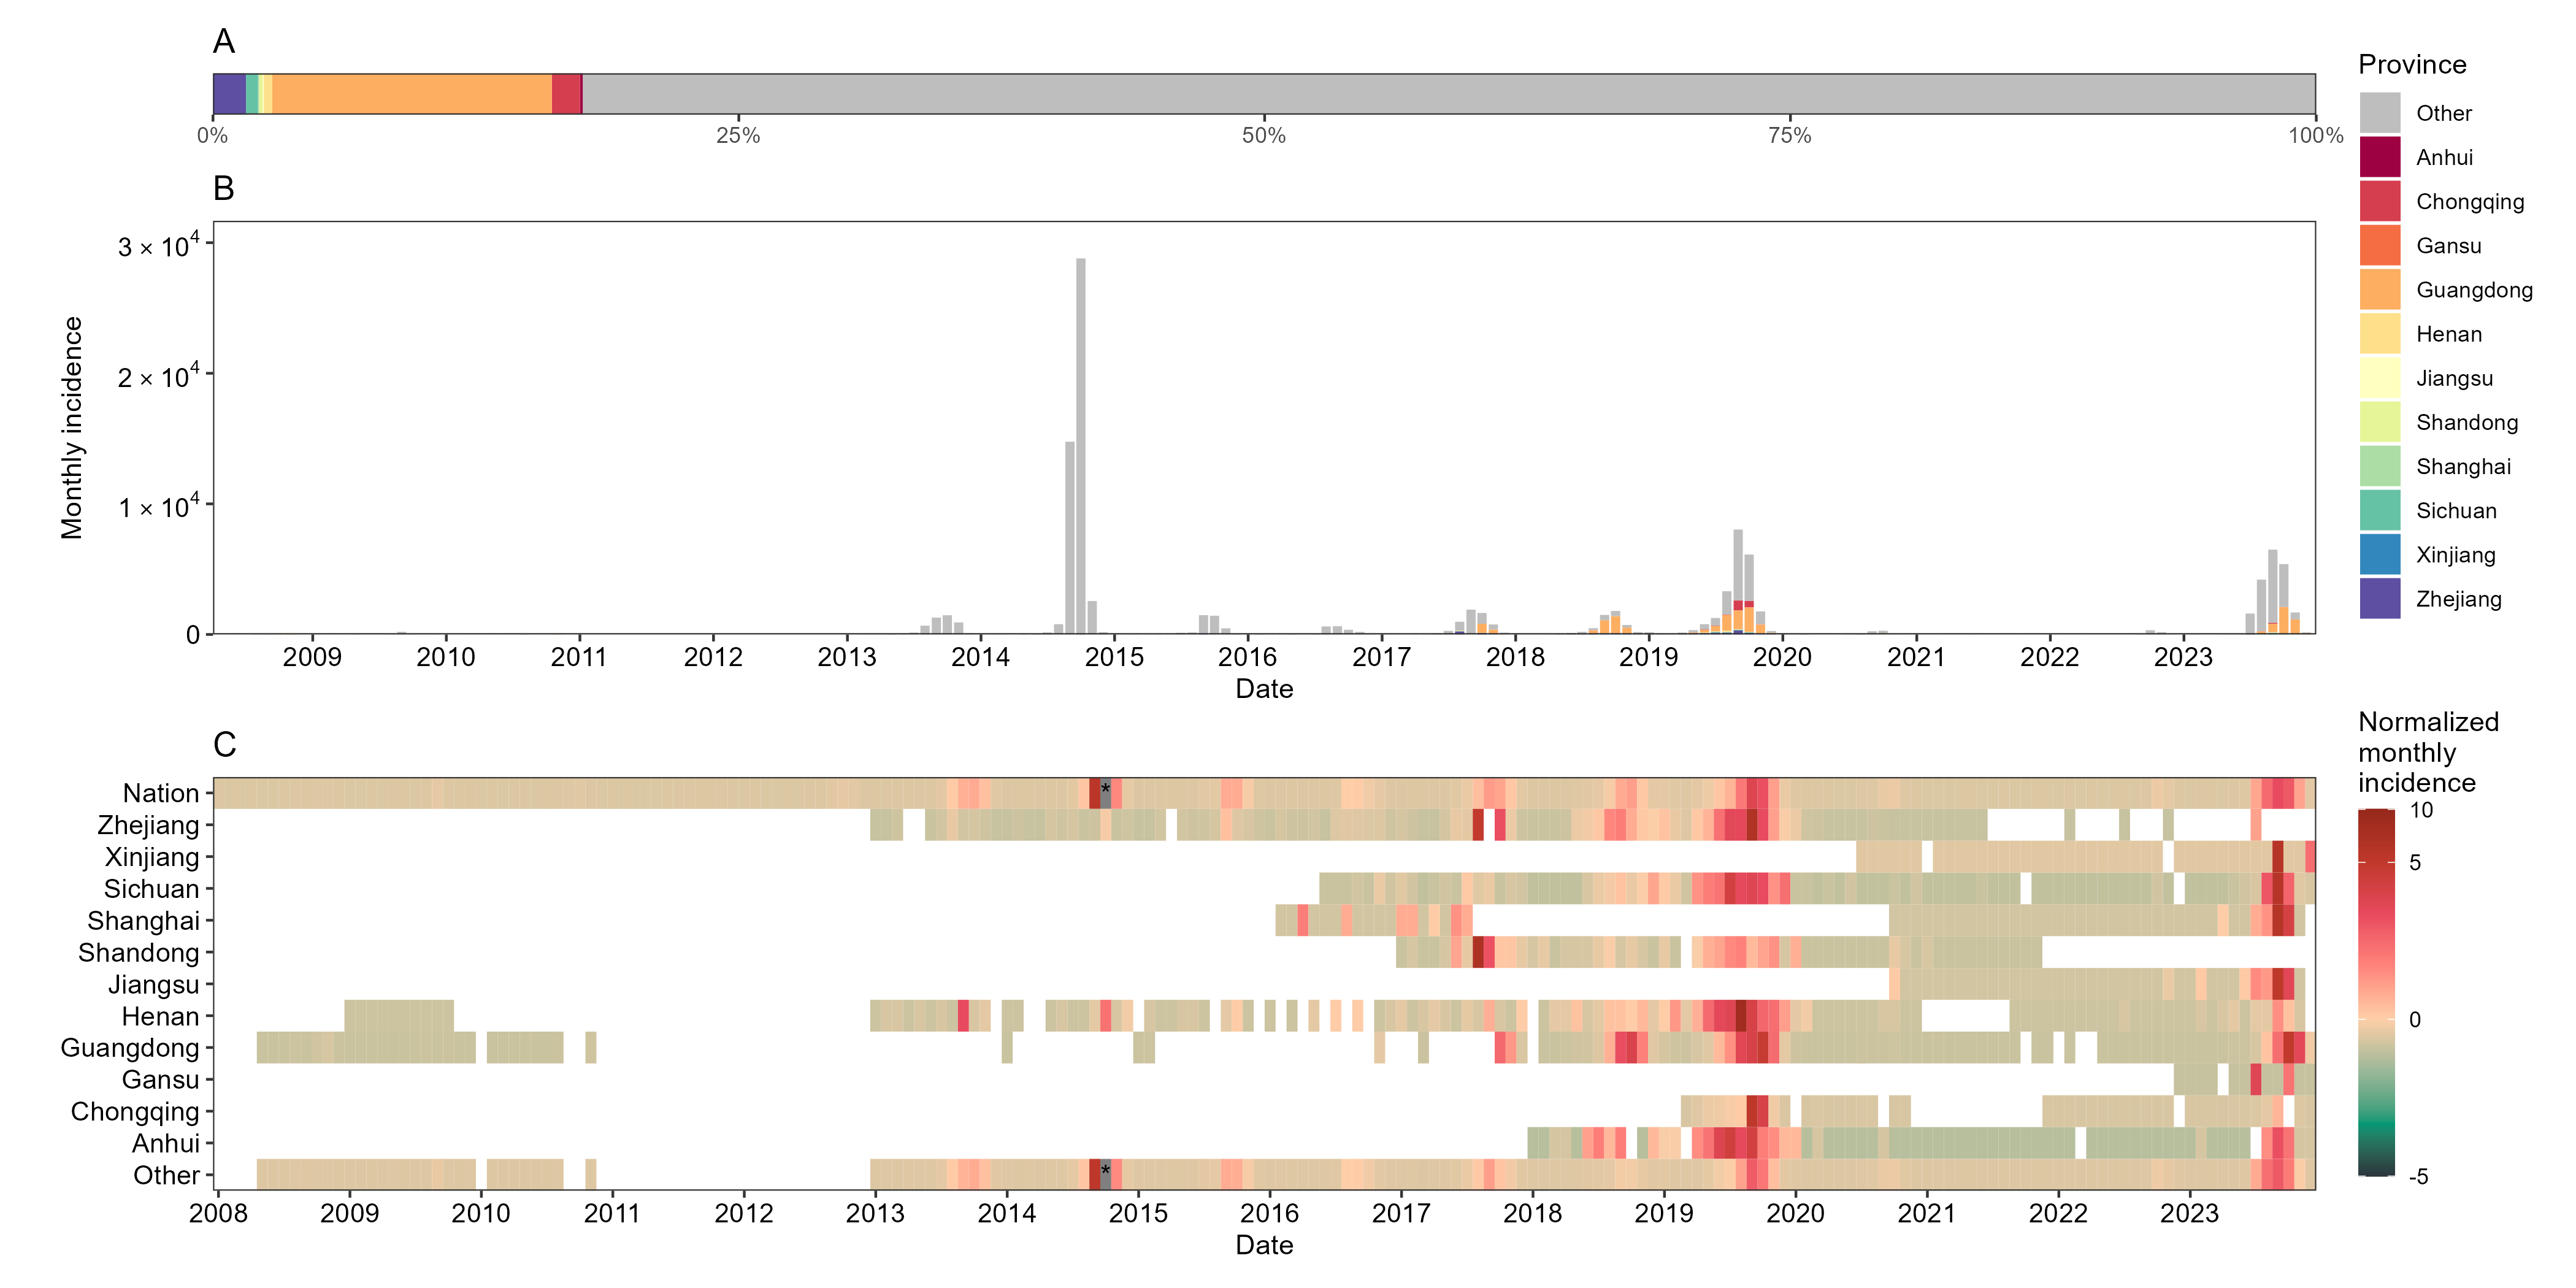 A
0% 25% 50% 75% 100%
Province
Other
Anhui
Chongqing
Gansu
Guangdong
Henan
Jiangsu
Shandong
Shanghai
Sichuan
Xinjiang
Zhejiang
B
Monthly incidence
3 × 10⁴
2 × 10⁴
1 × 10⁴
0
2009 2010 2011 2012 2013 2014 2015 2016 2017 2018 2019 2020 2021 2022 2023
Date
C
Nation
Zhejiang
Xinjiang
Sichuan
Shanghai
Shandong
Jiangsu
Henan
Guangdong
Gansu
Chongqing
Anhui
Other
*
*
2008 2009 2010 2011 2012 2013 2014 2015 2016 2017 2018 2019 2020 2021 2022 2023
Date
Normalized
monthly
incidence
10
5
0
-5